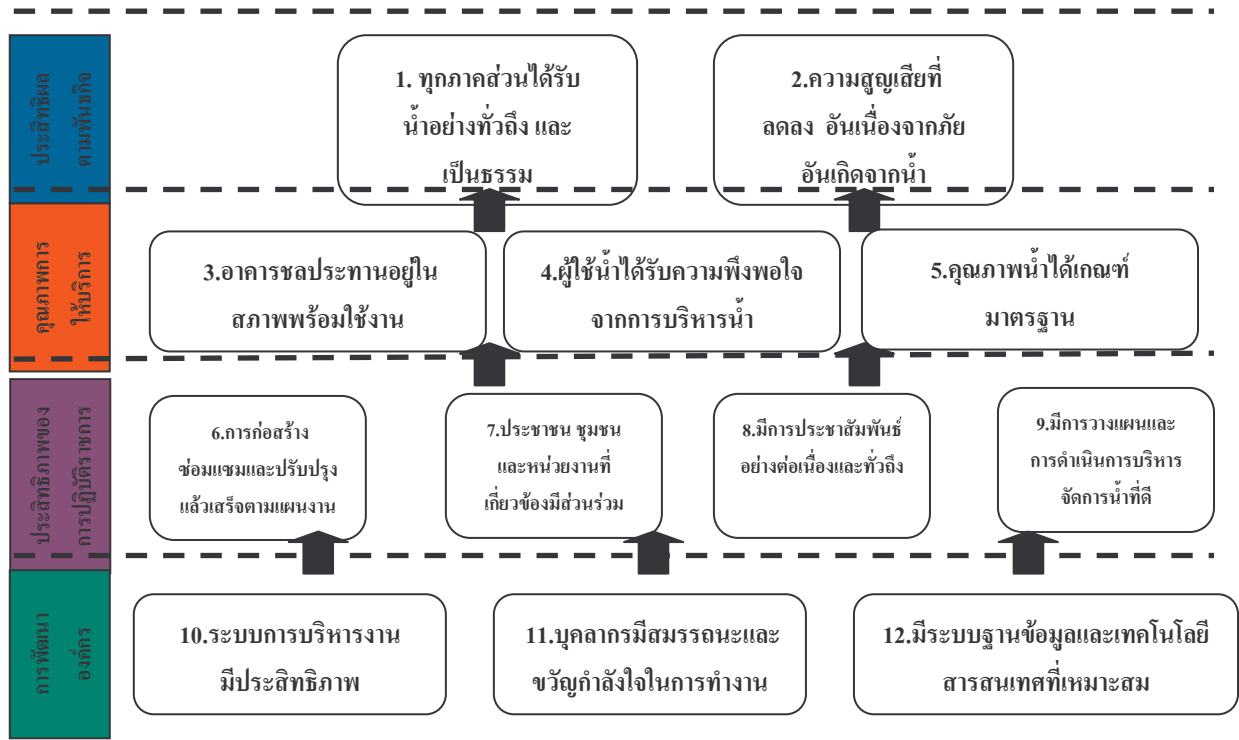 ประสิทธิผล
ตามพันธกิจ
1. ทุกภาคส่วนได้รับ
น้ำอย่างทั่วถึง และ
เป็นธรรม
2.ความสูญเสียที่
ลดลง อันเนื่องจากภัย
อันเกิดจากน้ำ
คุณภาพการ
ให้บริการ
3.อาคารชลประทานอยู่ใน
สภาพพร้อมใช้งาน
4.ผู้ใช้น้ำได้รับความพึงพอใจ
จากการบริหารน้ำ
5.คุณภาพน้ำได้เกณฑ์
มาตรฐาน
ประสิทธิภาพของ
การปฏิบัติราชการ
6.การก่อสร้าง
ซ่อมแซมและปรับปรุง
แล้วเสร็จตามแผนงาน
7.ประชาชน ชุมชน
และหน่วยงานที่
เกี่ยวข้องมีส่วนร่วม
8.มีการประชาสัมพันธ์
อย่างต่อเนื่องและทั่วถึง
9.มีการวางแผนและ
การดำเนินการบริหาร
จัดการน้ำที่ดี
การพัฒนา
องค์กร
10.ระบบการบริหารงาน
มีประสิทธิภาพ
11.บุคลากรมีสมรรถนะและ
ขวัญกำลังใจในการทำงาน
12.มีระบบฐานข้อมูลและเทคโนโลยี
สารสนเทศที่เหมาะสม